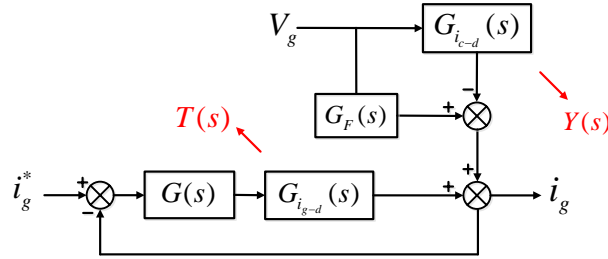 V_g
G_{i_{c-d}}(s)
+
−
G_F(s)
T(s)
Y(s)
i_g^*
+
−
G(s)
G_{i_{g-d}}(s)
+
+
i_g